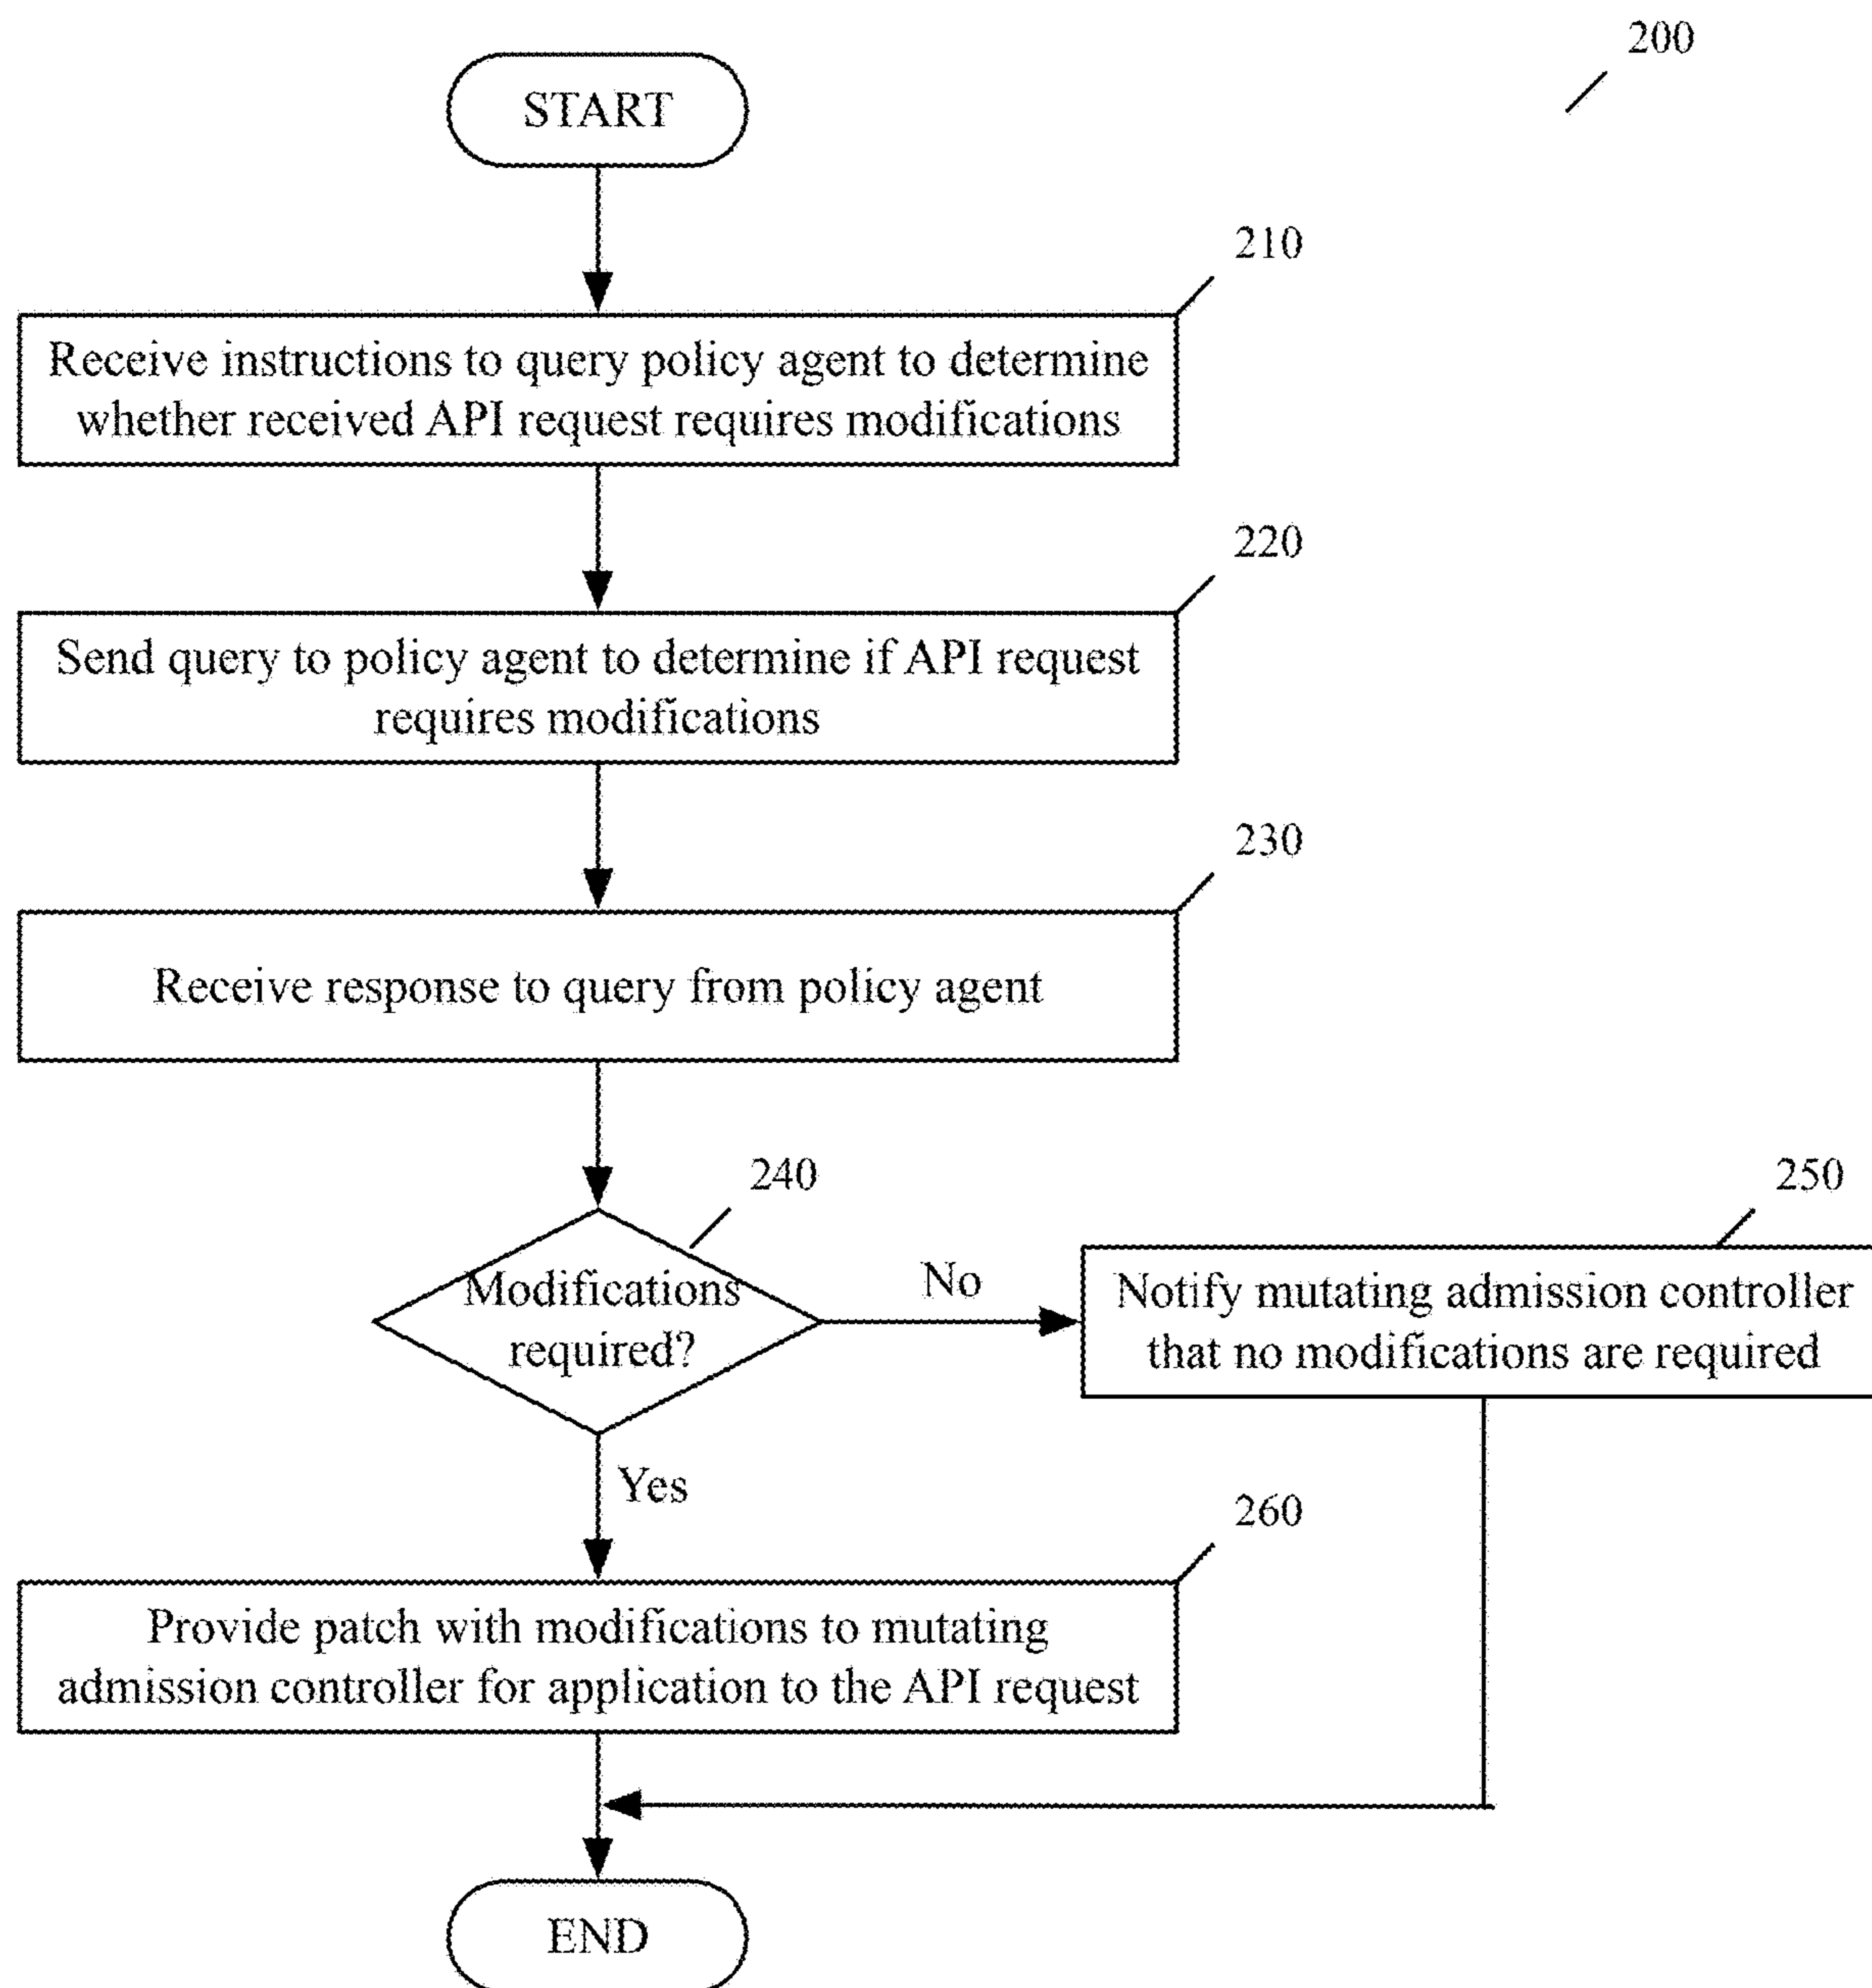 200
START
210
Receive instructions to query policy agent to determine
whether received API request requires modifications
220
Send query to policy agent to determine if API request
requires modifications
230
Receive response to query from policy agent
240
Modifications
required?
No
250
Notify mutating admission controller
that no modifications are required
Yes
260
Provide patch with modifications to mutating
admission controller for application to the API request
END